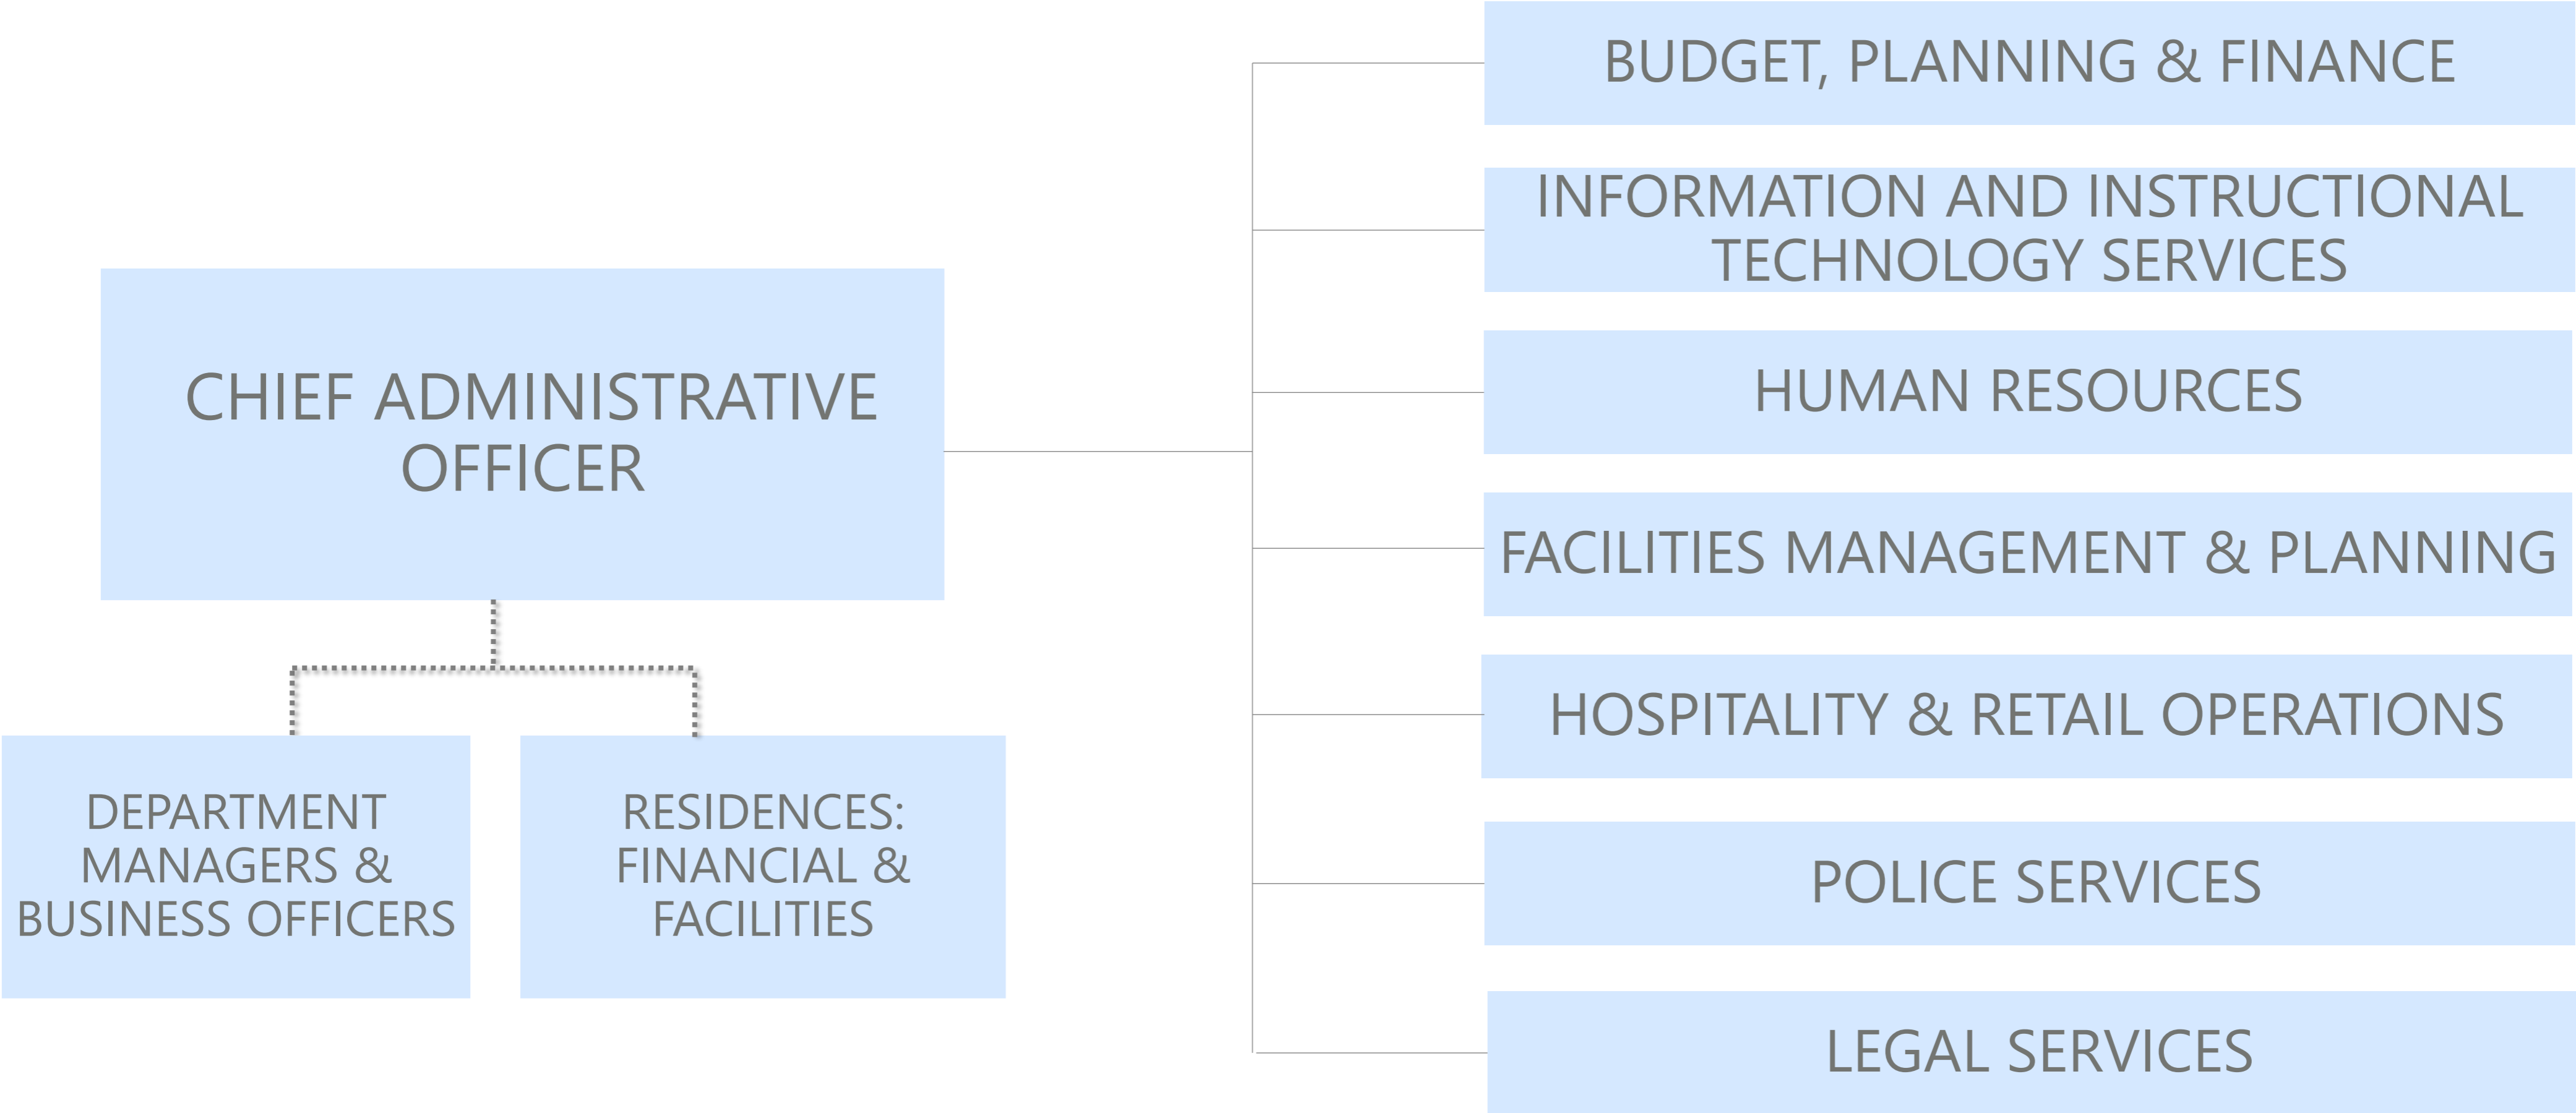 CHIEF ADMINISTRATIVE
OFFICER
DEPARTMENT
MANAGERS &
BUSINESS OFFICERS
RESIDENCES:
FINANCIAL &
FACILITIES
BUDGET, PLANNING & FINANCE
INFORMATION AND INSTRUCTIONAL
TECHNOLOGY SERVICES
HUMAN RESOURCES
FACILITIES MANAGEMENT & PLANNING
HOSPITALITY & RETAIL OPERATIONS
POLICE SERVICES
LEGAL SERVICES